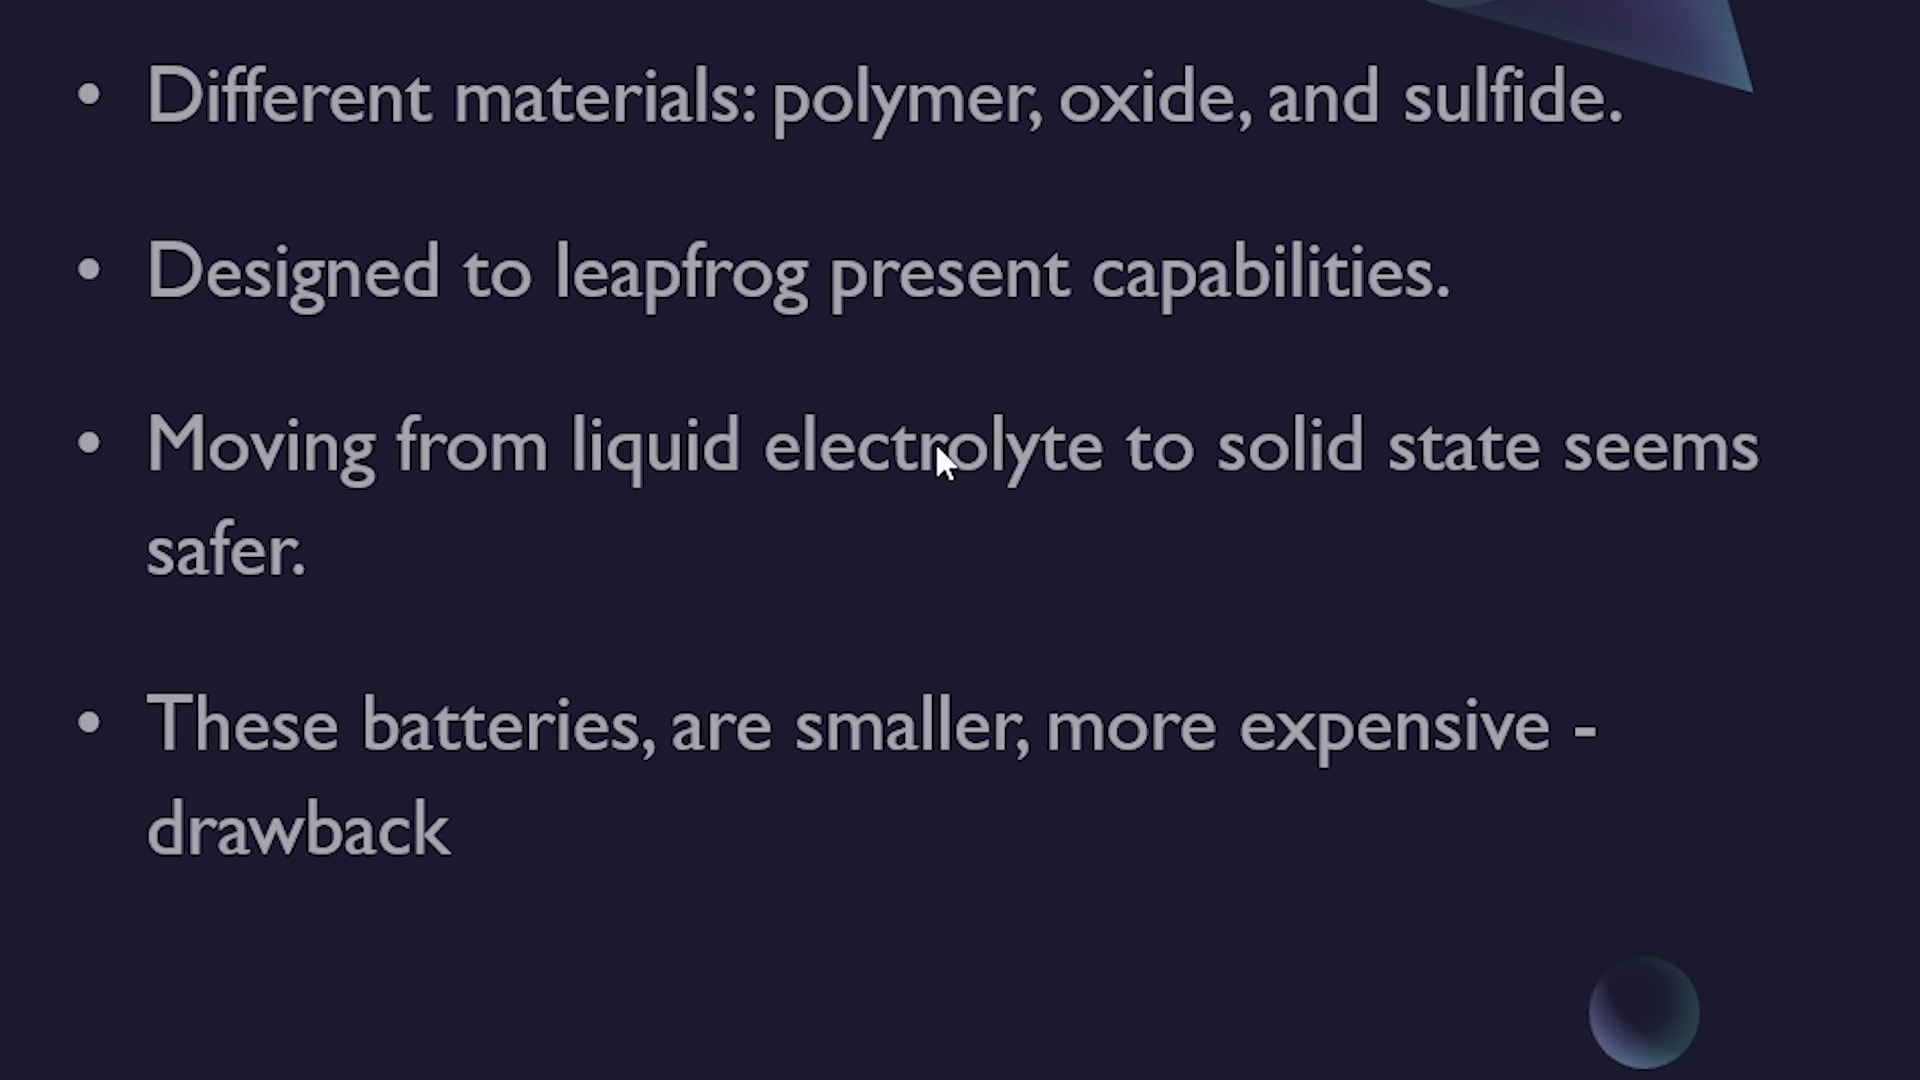 • Different materials: polymer, oxide, and sulfide.
• Designed to leapfrog present capabilities.
• Moving from liquid electrolyte to solid state seems
safer.
• These batteries, are smaller, more expensive -
drawback